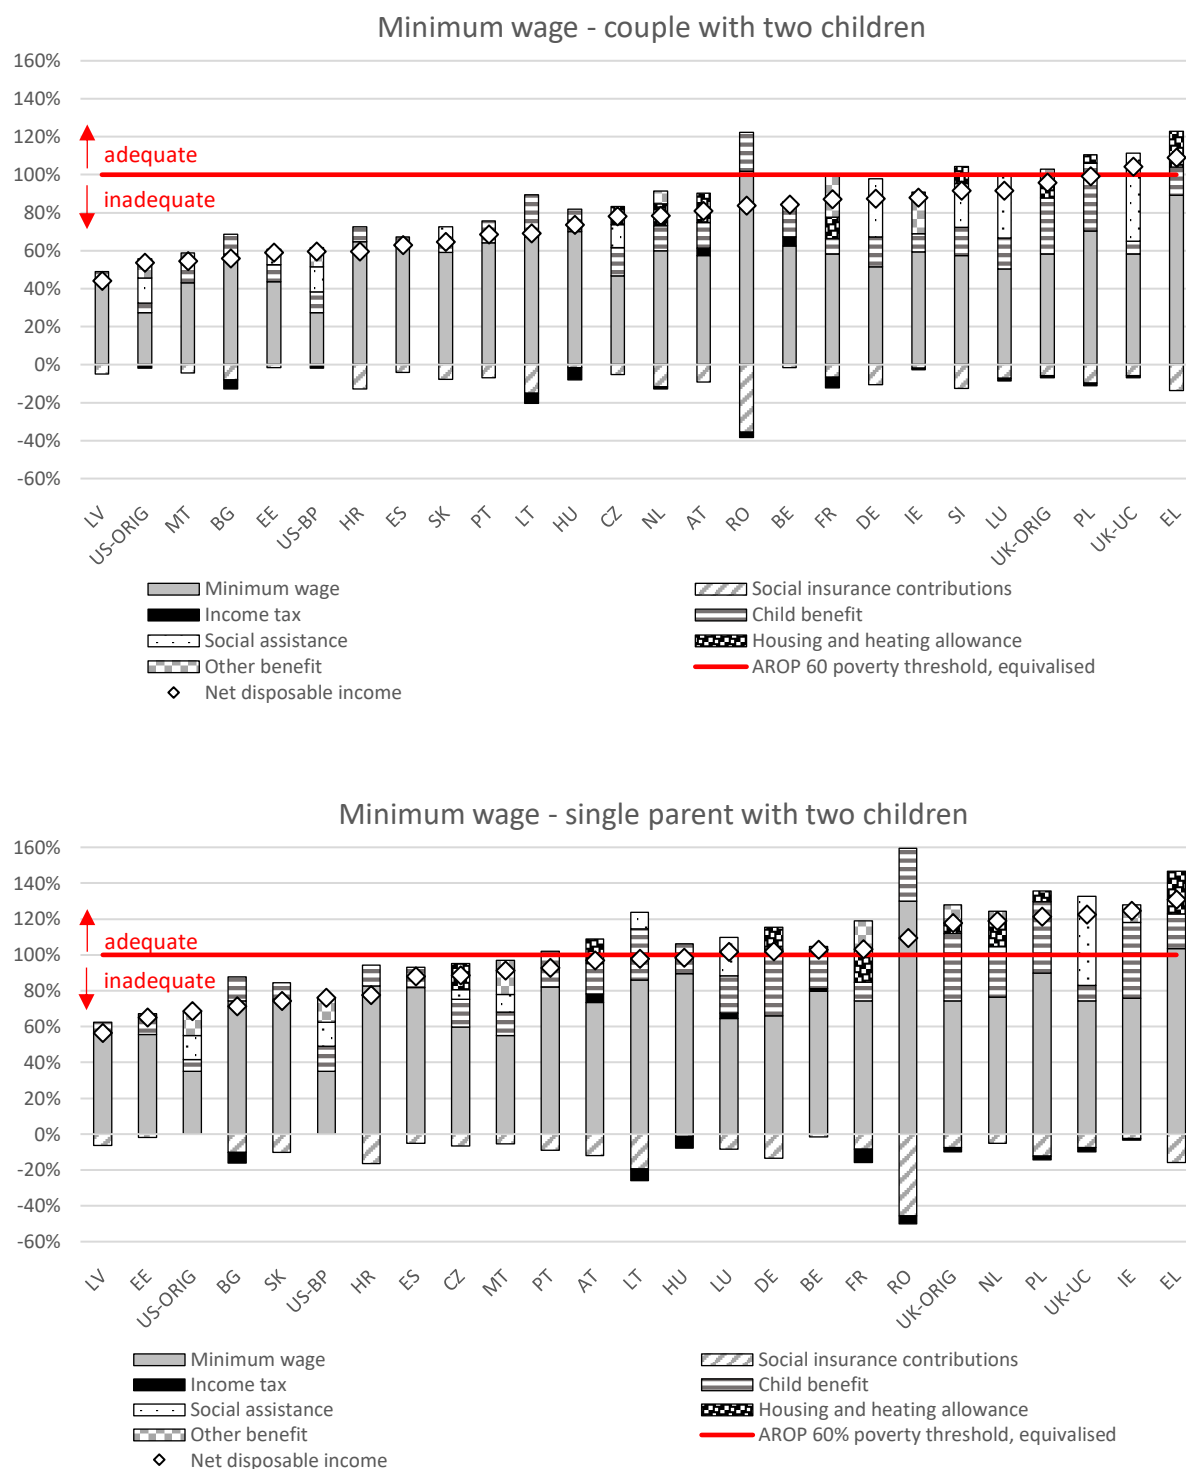 Minimum wage - couple with two children
160%
140%
120%
100%
80%
60%
40%
20%
0%
-20%
-40%
-60%
adequate
inadequate
LV US-ORIG MT BG EE US-BP HR ES SK PT LT HU CZ NL AT RO BE FR DE IE SI LU UK-ORIG PL UK-UC EL
Minimum wage Social insurance contributions
Income tax Child benefit
Social assistance Housing and heating allowance
Other benefit AROP 60 poverty threshold, equivalised
Net disposable income
Minimum wage - single parent with two children
160%
140%
120%
100%
80%
60%
40%
20%
0%
-20%
-40%
-60%
adequate
inadequate
LV EE US-ORIG BG SK US-BP HR ES CZ MT PT AT LT HU LU DE BE FR RO UK-ORIG NL PL UK-UC IE EL
Minimum wage Social insurance contributions
Income tax Child benefit
Social assistance Housing and heating allowance
Other benefit AROP 60% poverty threshold, equivalised
Net disposable income